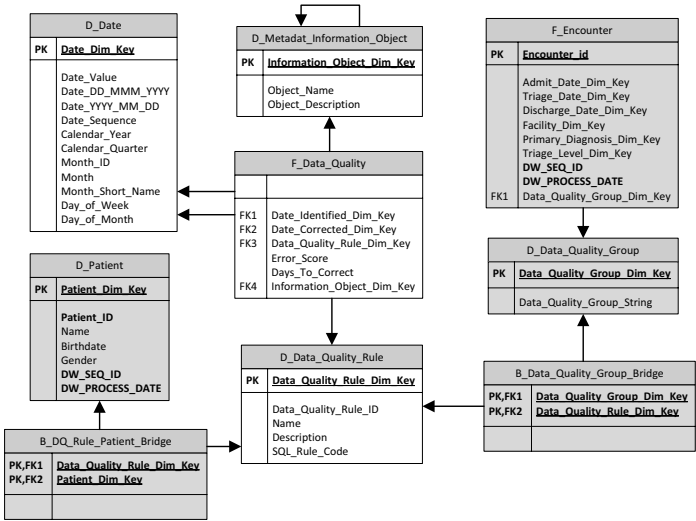 D_Date
PK Date_Dim_Key
Date_Value
Date_DD_MMM_YYYY
Date_YYYY_MM_DD
Date_Sequence
Calendar_Year
Calendar_Quarter
Month_ID
Month
Month_Short_Name
Day_of_Week
Day_of_Month
D_Metadat_Information_Object
PK Information_Object_Dim_Key
Object_Name
Object_Description
F_Encounter
PK Encounter_id
Admit_Date_Dim_Key
Triage_Date_Dim_Key
Discharge_Date_Dim_Key
Facility_Dim_Key
Primary_Diagnosis_Dim_Key
Triage_Level_Dim_Key
DW_SEQ_ID
DW_PROCESS_DATE
FK1 Data_Quality_Group_Dim_Key
F_Data_Quality
FK1 Date_Identified_Dim_Key
FK2 Date_Corrected_Dim_Key
FK3 Data_Quality_Rule_Dim_Key
Error_Score
Days_To_Correct
FK4 Information_Object_Dim_Key
D_Patient
PK Patient_Dim_Key
Patient_ID
Name
Birthdate
Gender
DW_SEQ_ID
DW_PROCESS_DATE
D_Data_Quality_Group
PK Data_Quality_Group_Dim_Key
Data_Quality_Group_String
D_Data_Quality_Rule
PK Data_Quality_Rule_Dim_Key
Data_Quality_Rule_ID
Name
Description
SQL_Rule_Code
B_Data_Quality_Group_Bridge
PK,FK1 Data_Quality_Group_Dim_Key
PK,FK2 Data_Quality_Rule_Dim_Key
B_DQ_Rule_Patient_Bridge
PK,FK1 Data_Quality_Rule_Dim_Key
PK,FK2 Patient_Dim_Key